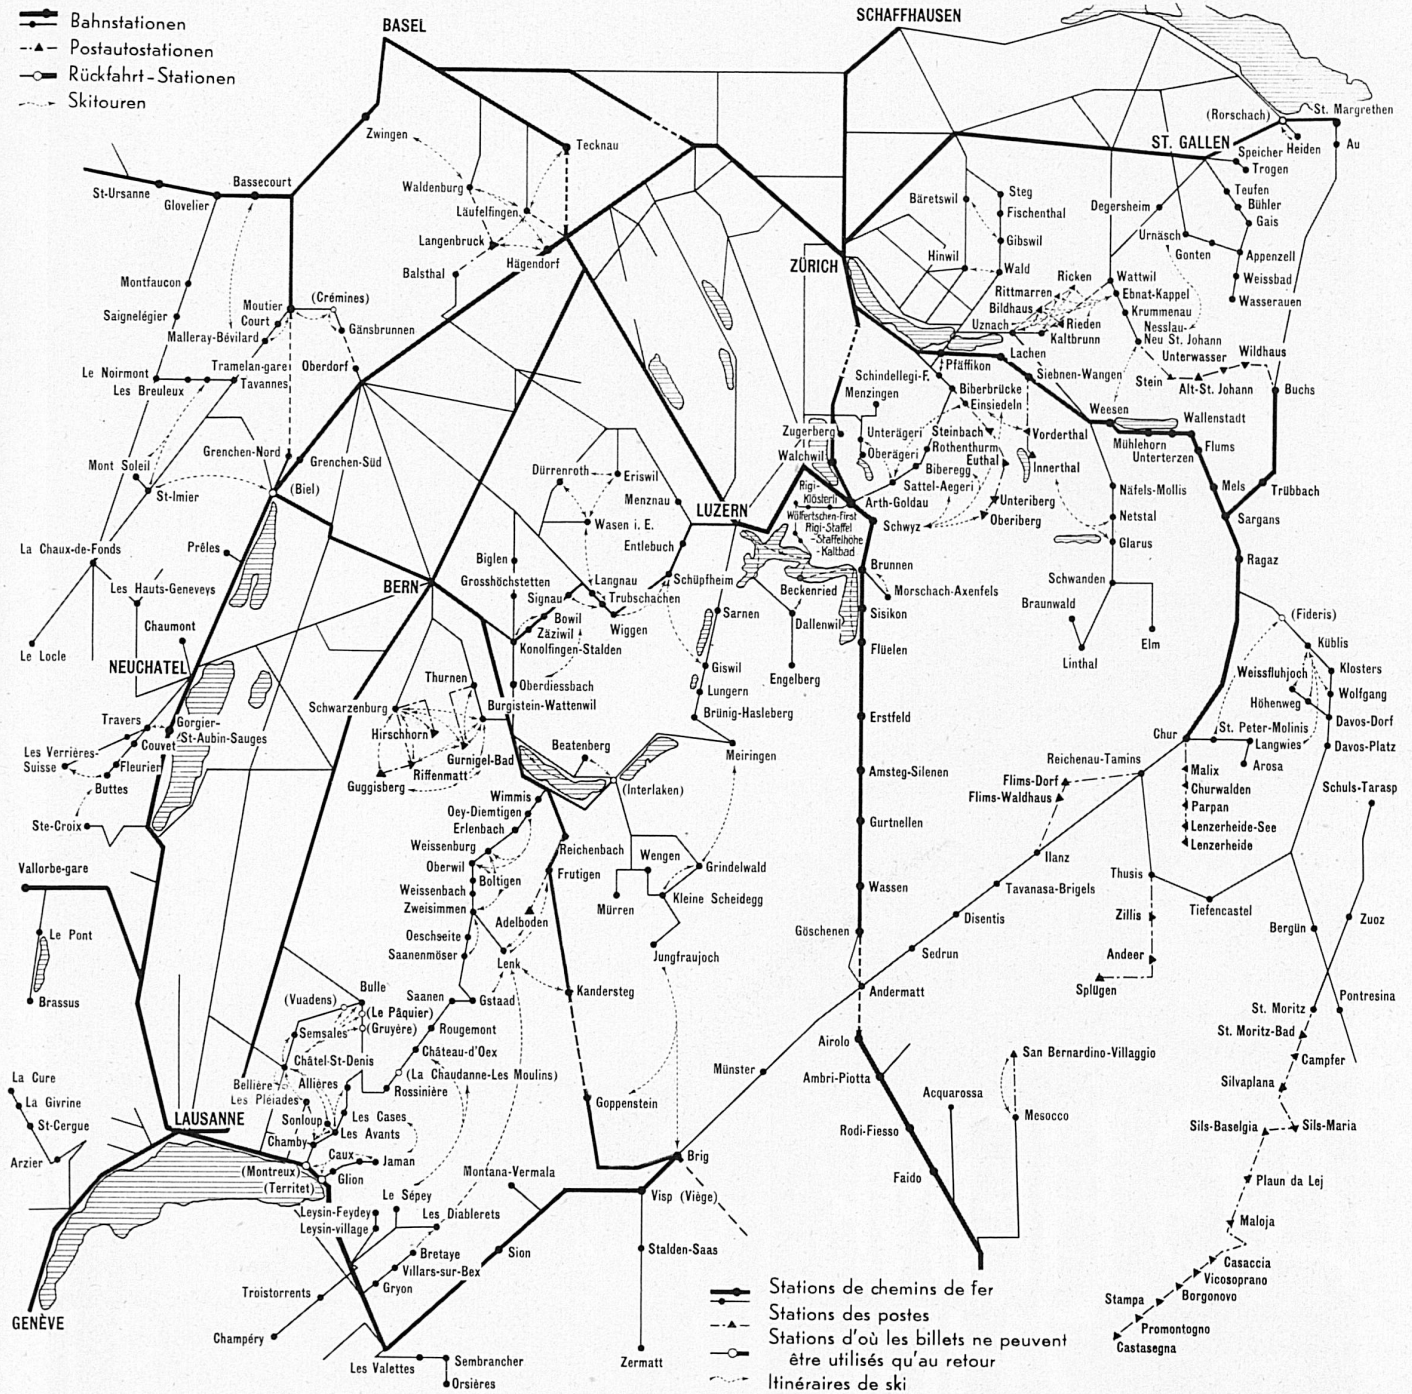 Bahnstationen
Postautostationen
Rückfahrt-Stationen
Skitouren
BASEL
SCHAFFHAUSEN
St. Margrethen
(Rorschach)
Heiden
Au
ST. GALLEN
Speicher
Trogen
Teufen
Bühler
Gais
Degersheim
Urnäsch
Gonten
Appenzell
Weissbad
Wasserauen
Zwingen
Tecknau
Waldenburg
Läufelfingen
Langenbruck
Hägendorf
Balsthal
St-Ursanne
Glovelier
Bassecourt
Montfaucon
Saignelégier
Moutier
(Crémines)
Court
Malleray-Bévilard
Gänsbrunnen
Oberdorf
Tramelan-gare
Tavannes
Le Noirmont
Les Breuleux
Grenchen-Nord
Grenchen-Süd
Mont Soleil
St-Imier
(Biel)
La Chaux-de-Fonds
Prêles
Les Hauts-Geneveys
Chaumont
Le Locle
NEUCHATEL
BERN
ZÜRICH
Bäretswil
Steg
Fischenthal
Gibswil
Hinwil
Wald
Ricken
Rittmarren
Bildhaus
Uznach
Rieden
Kaltbrunn
Wattwil
Ebnat-Kappel
Krummenau
Nesslau-
Neu St. Johann
Unterwasser
Wildhaus
Stein
Alt-St. Johann
Buchs
Pfäffikon
Lachen
Siebnen-Wangen
Schindellegi-F.
Menzingen
Biberbrücke
Einsiedeln
Weesen
Wallenstadt
Mühlehorn
Unterterzen
Flums
Zugerberg
Walchwil
Unterägeri
Oberägeri
Steinbach
Rothenthurm
Euthal
Vorderthal
Innerthal
Biberegg
Sattel-Aegeri
Rigi-
Klösterli
Wölfertschen-First
Rigi-Staffel
-Staffelhöhe
-Kaltbad
Arth-Goldau
Schwyz
Unteriberg
Oberiberg
Näfels-Mollis
Netstal
Glarus
Mels
Trübbach
Sargans
Ragaz
Schwanden
Braunwald
Linthal
Elm
Dürrenroth
Eriswil
Menznau
LUZERN
Wasen i. E.
Entlebuch
Biglen
Grosshöchstetten
Langnau
Schüpfheim
Signau
Trubschachen
Bowil
Wiggen
Zäziwil
Konolfingen-Stalden
Oberdiessbach
Sarnen
Giswil
Lungern
Brünig-Hasleberg
Meiringen
Beckenried
Dallenwil
Engelberg
Brunnen
Morschach-Axenfels
Sisikon
Flüelen
Erstfeld
Amsteg-Silenen
Gurtnellen
Wassen
Göschenen
Andermatt
(Fideris)
Küblis
Weissfluhjoch
Klosters
Höhenweg
Wolfgang
Davos-Dorf
Davos-Platz
St. Peter-Molinis
Langwies
Arosa
Chur
Reichenau-Tamins
Malix
Churwalden
Parpan
Lenzerheide-See
Lenzerheide
Flims-Dorf
Flims-Waldhaus
Schuls-Tarasp
Ilanz
Tavanasa-Brigels
Disentis
Sedrun
Thusis
Tiefencastel
Zillis
Andeer
Splügen
Bergün
Zuoz
Pontresina
St. Moritz
St. Moritz-Bad
Campfer
Silvaplana
Sils-Baselgia
Sils-Maria
Plaun da Lej
Maloja
Casaccia
Vicosoprano
Borgonovo
Stampa
Promontogno
Castasegna
Thurnen
Schwarzenburg
Burgistein-Wattenwil
Hirschhorn
Gurnigel-Bad
Riffenmatt
Guggisberg
Beatenberg
(Interlaken)
Wimmis
Oey-Diemtigen
Erlenbach
Weissenburg
Oberwil
Boltigen
Weissenbach
Zweisimmen
Reichenbach
Frutigen
Adelboden
Oeschseite
Saanenmöser
Lenk
Kandersteg
Wengen
Mürren
Grindelwald
Kleine Scheidegg
Jungfraujoch
Travers
Gorgier-
St-Aubin-Sauges
Couvet
Les Verrières-
Suisse
Fleurier
Buttes
Ste-Croix
Vallorbe-gare
Le Pont
Brassus
Bulle
(Vuadens)
(Le Pâquier)
(Gruyère)
Semsales
Saanen
Gstaad
Rougemont
Château-d'Oex
(La Chaudanne-Les Moulins)
Rossinière
Châtel-St-Denis
Bellière
Allières
Les Pléiades
Sonloup
Les Cases
Les Avants
Chamby
Caux
Jaman
(Montreux)
Glion
(Territet)
La Cure
La Givrine
St-Cergue
Arzier
LAUSANNE
GENÈVE
Goppenstein
Brig
Visp (Viège)
Münster
Stalden-Saas
Zermatt
Montana-Vermala
Sion
Le Sépey
Leysin-Feydey
Leysin-village
Les Diablerets
Bretaye
Villars-sur-Bex
Gryon
Troistorrents
Champéry
Les Valettes
Sembrancher
Orsières
Airolo
Ambri-Piotta
Rodi-Fiesso
Faido
Acquarossa
San Bernardino-Villaggio
Mesocco
Stations de chemins de fer
Stations des postes
Stations d'où les billets ne peuvent
être utilisés qu'au retour
Itinéraires de ski